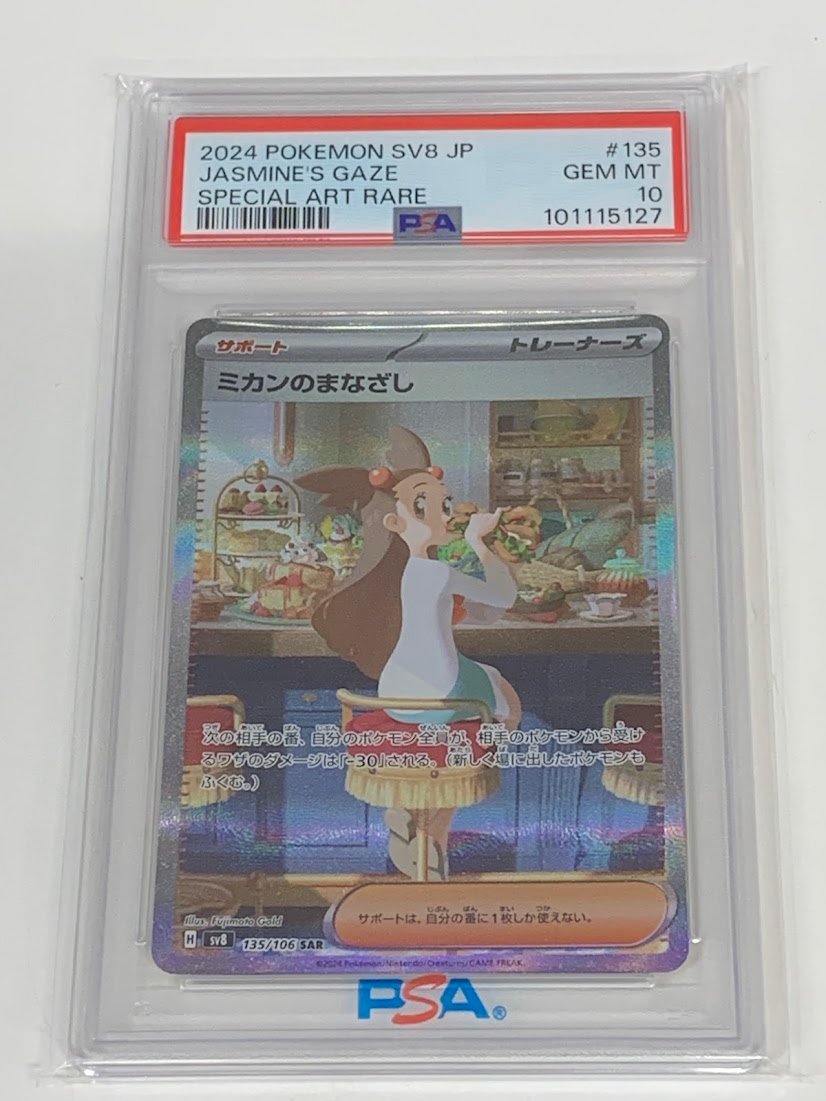 2024 POKEMON SV8 JP #135
JASMINE'S GAZE GEM MT
SPECIAL ART RARE 10
PSA 101115127
サポート トレーナーズ
ミカンのまなざし
次の相手の番、自分のポケモン全員が、相手のポケモンから受け
るワザのダメージは「-30」される。(新しく場に出したポケモンも
ふくむ。)
サポートは、自分の番に1枚しか使えない。
Illus. Fujimoto Gold
H sv8 135/106 SAR
©2024 Pokémon/Nintendo/Creatures/GAME FREAK.
PSA®